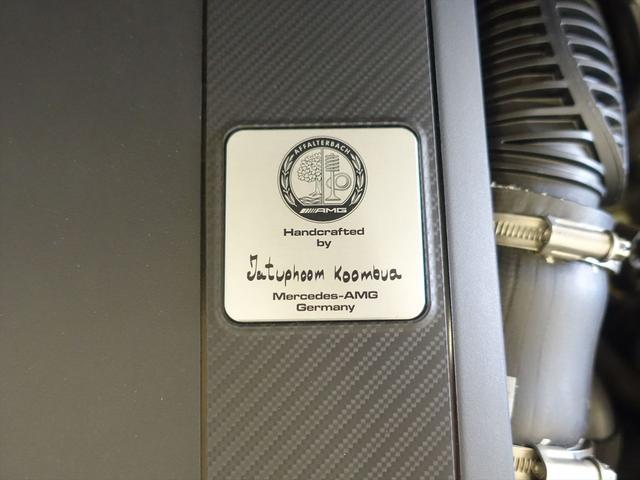 AFFALTERBACH
AMG
Handcrafted
by
Jatuphoom Koombua
Mercedes-AMG
Germany